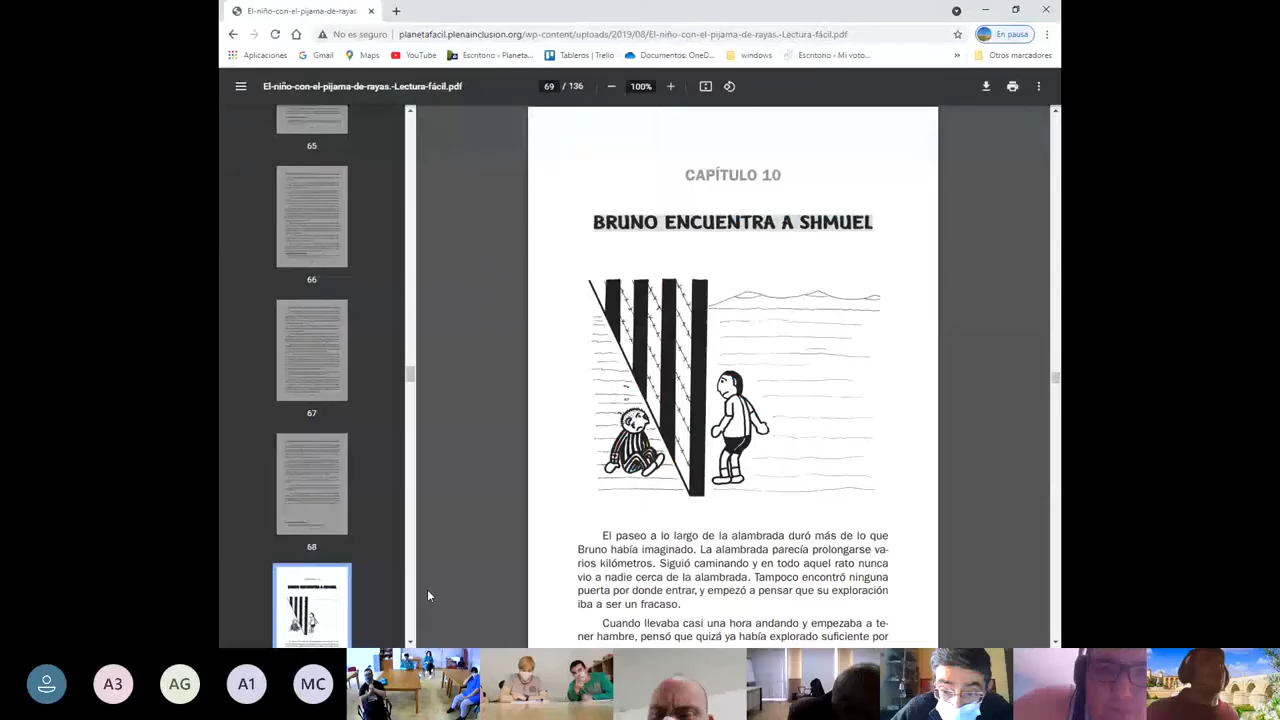 El-niño-con-el-pijama-de-rayas
No es seguro
planetafacil.plenainclusion.org/wp-content/uploads/2019/08/El-niño-con-el-pijama-de-rayas.-Lectura-fácil.pdf
En pausa
Aplicaciones
Gmail
Maps
YouTube
Escritorio – Planeta...
Tableros | Trello
Documentos: OneD...
windows
Escritorio – Mi voto...
»
Otros marcadores
El-niño-con-el-pijama-de-rayas.-Lectura-fácil.pdf
69 / 136
100%
65
66
67
68
CAPÍTULO 10
BRUNO ENCUENTRA A SHMUEL
El paseo a lo largo de la alambrada duró más de lo que
Bruno había imaginado. La alambrada parecía prolongarse va-
rios kilómetros. Siguió caminando y en todo aquel rato nunca
vio a nadie cerca de la alambrada. Tampoco encontró ninguna
puerta por donde entrar, y empezó a pensar que su exploración
iba a ser un fracaso.
Cuando llevaba casi una hora andando y empezaba a te-
ner hambre, pensó que quizá ya había explorado suficiente por
A3
AG
A1
MC